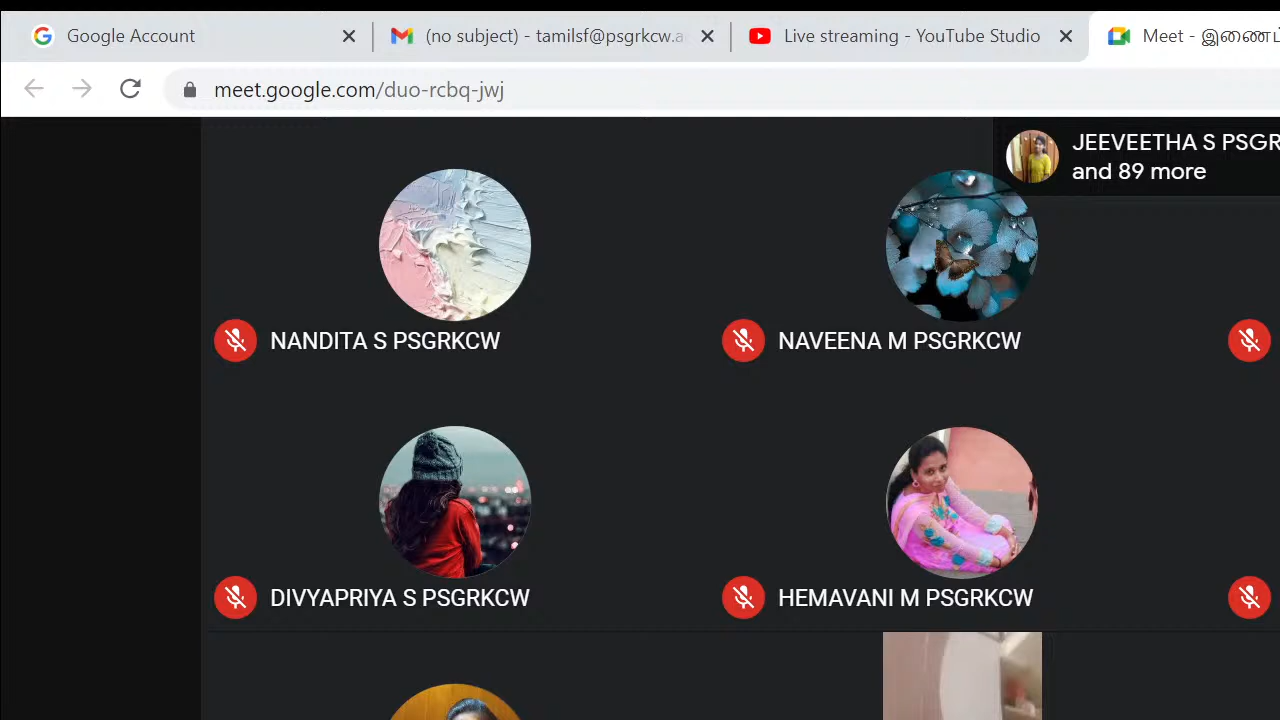 Google Account
(no subject) - tamilsf@psgrkcw.a
Live streaming - YouTube Studio
Meet - இணைப்
meet.google.com/duo-rcbq-jwj
JEEVEETHA S PSGR
and 89 more
NANDITA S PSGRKCW
NAVEENA M PSGRKCW
DIVYAPRIYA S PSGRKCW
HEMAVANI M PSGRKCW